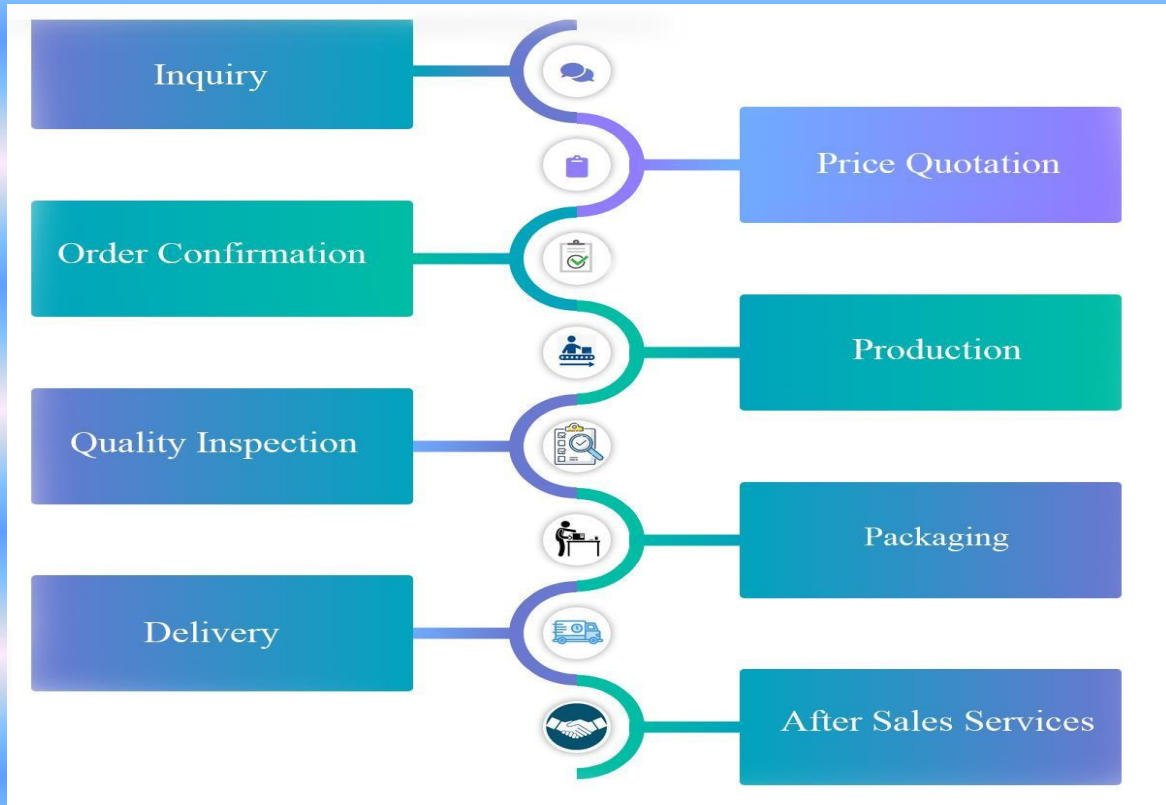 Inquiry
Price Quotation
Order Confirmation
Production
Quality Inspection
Packaging
Delivery
After Sales Services